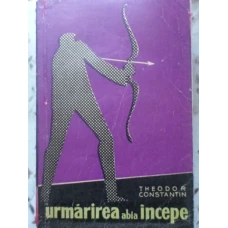 THEODOR
CONSTANTIN
urmărirea abia începe